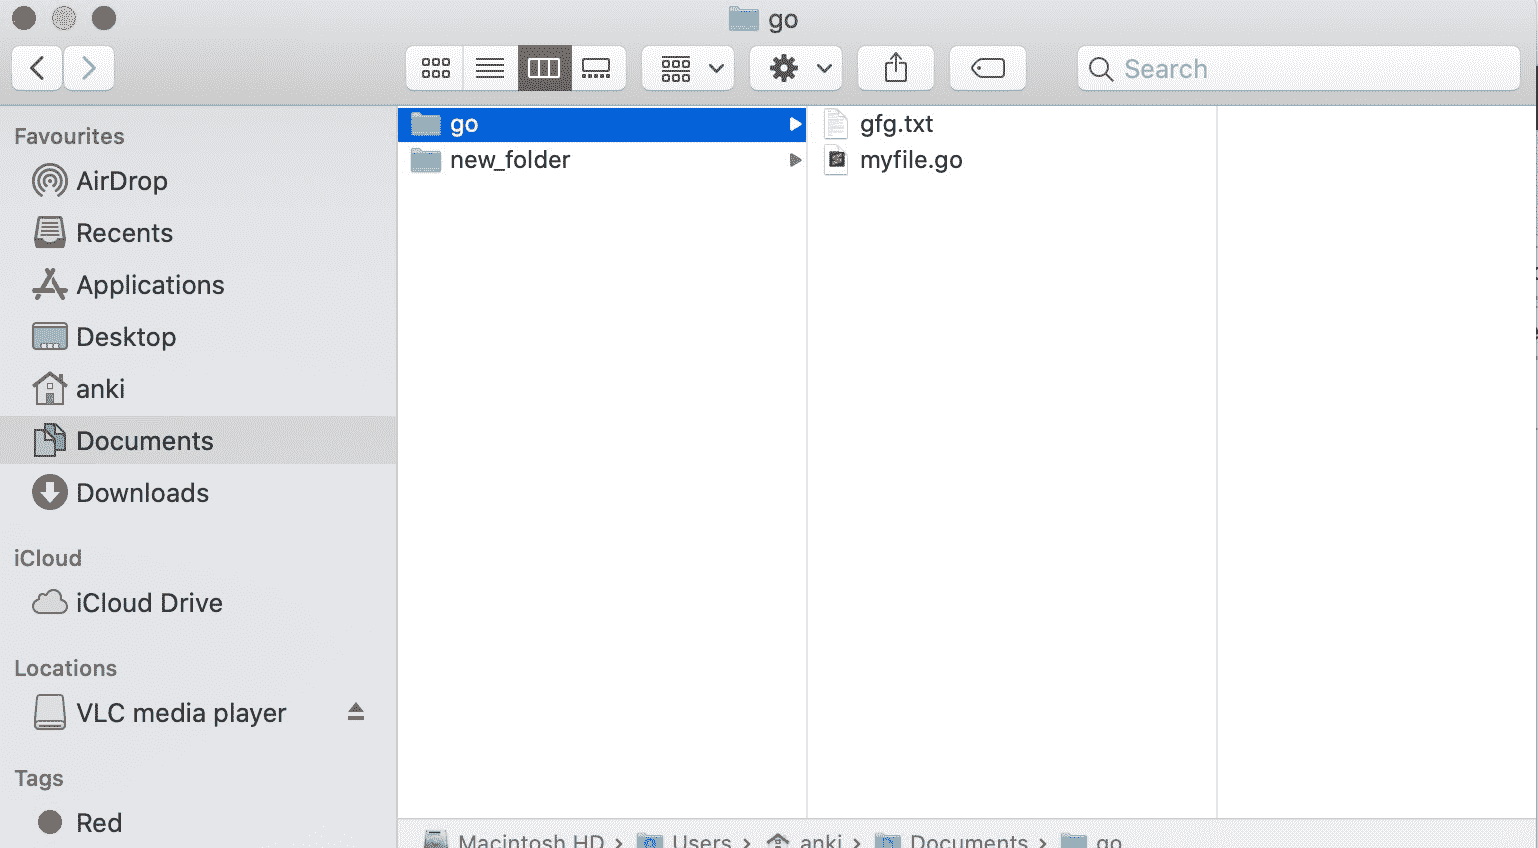 go
Search
Favourites
AirDrop
Recents
Applications
Desktop
anki
Documents
Downloads
iCloud
iCloud Drive
Locations
VLC media player
Tags
Red
go
new_folder
gfg.txt
myfile.go
Macintosh HD › Users › anki › Documents › go